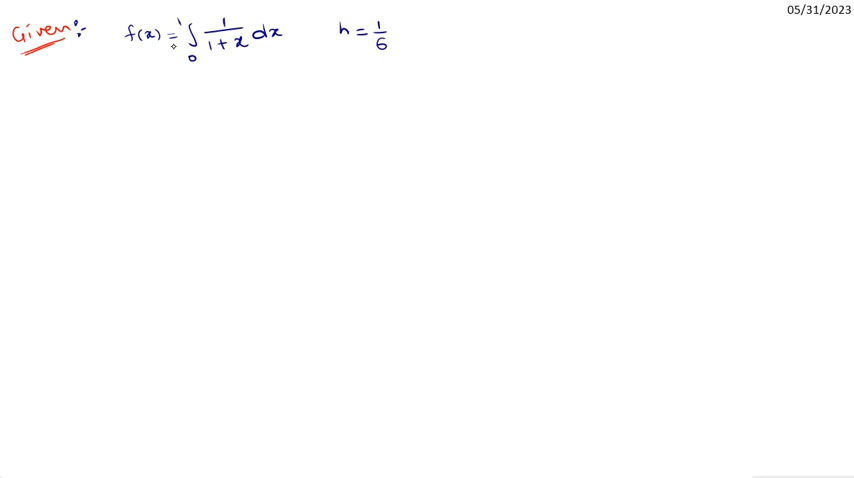 05/31/2023
Given :- f(x) = ∫₀¹ 1/(1+x) dx h = 1/6